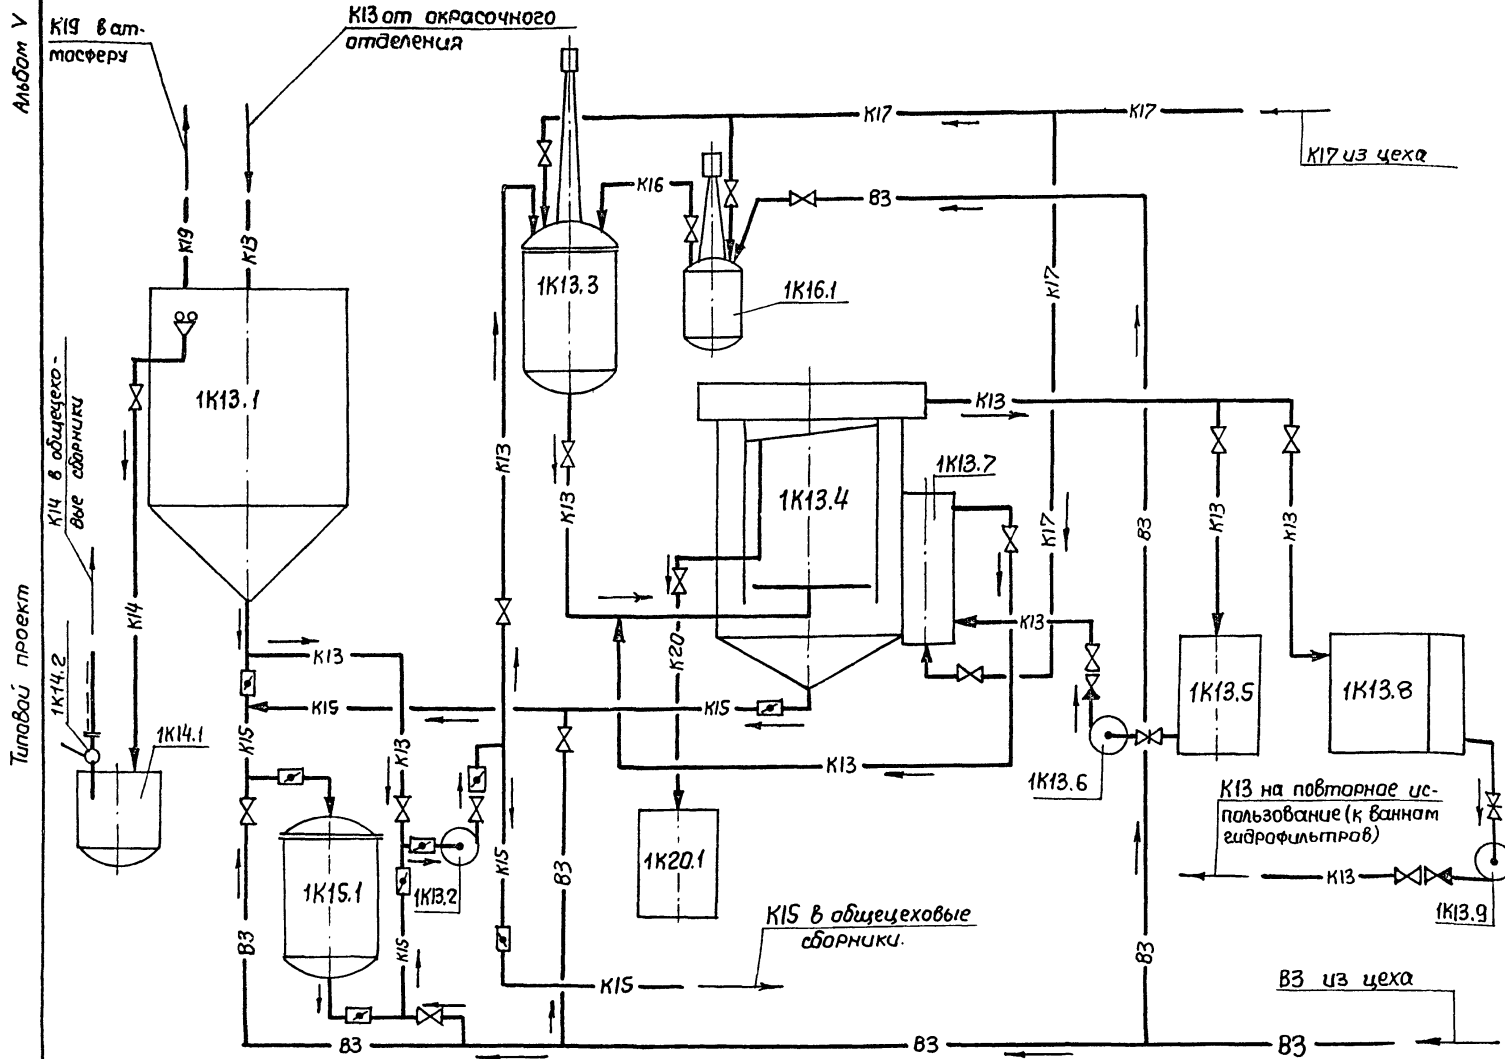 Альбом V
Типовой проект
К19 в ат-
мосферу
К13 от окрасочного
отделения
К17
К17
К17 из цеха
К16
В3
К19
К13
1К13.3
1К16.1
К17
1К13.1
К14 в общецехо-
вые сборники
К13
К13
1К13.7
1К13.4
К13
К17
В3
К13
К13
К14
К13
К13
К20
1К14.2
1К14.1
К15
К15
1К13.5
1К13.8
К15
К13
К13
1К13.6
К13 на повторное ис-
пользование (к ваннам
гидрофильтров)
1К20.1
К15
В3
К13
1К15.1
1К13.2
1К13.9
К15 в общецеховые
сборники.
В3
К15
К15
В3
В3 из цеха
В3
В3
В3